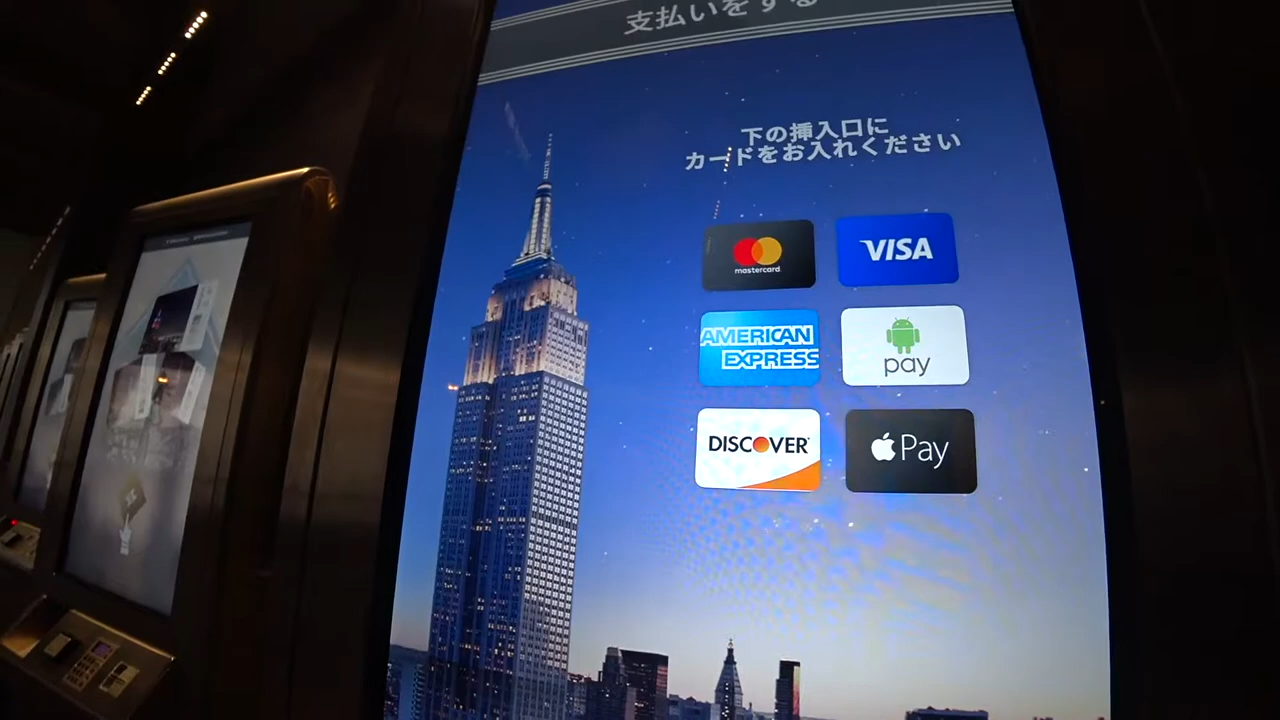 支払いをする
下の挿入口に
カードをお入れください
mastercard
VISA
AMERICAN
EXPRESS
pay
DISCOVER
Pay